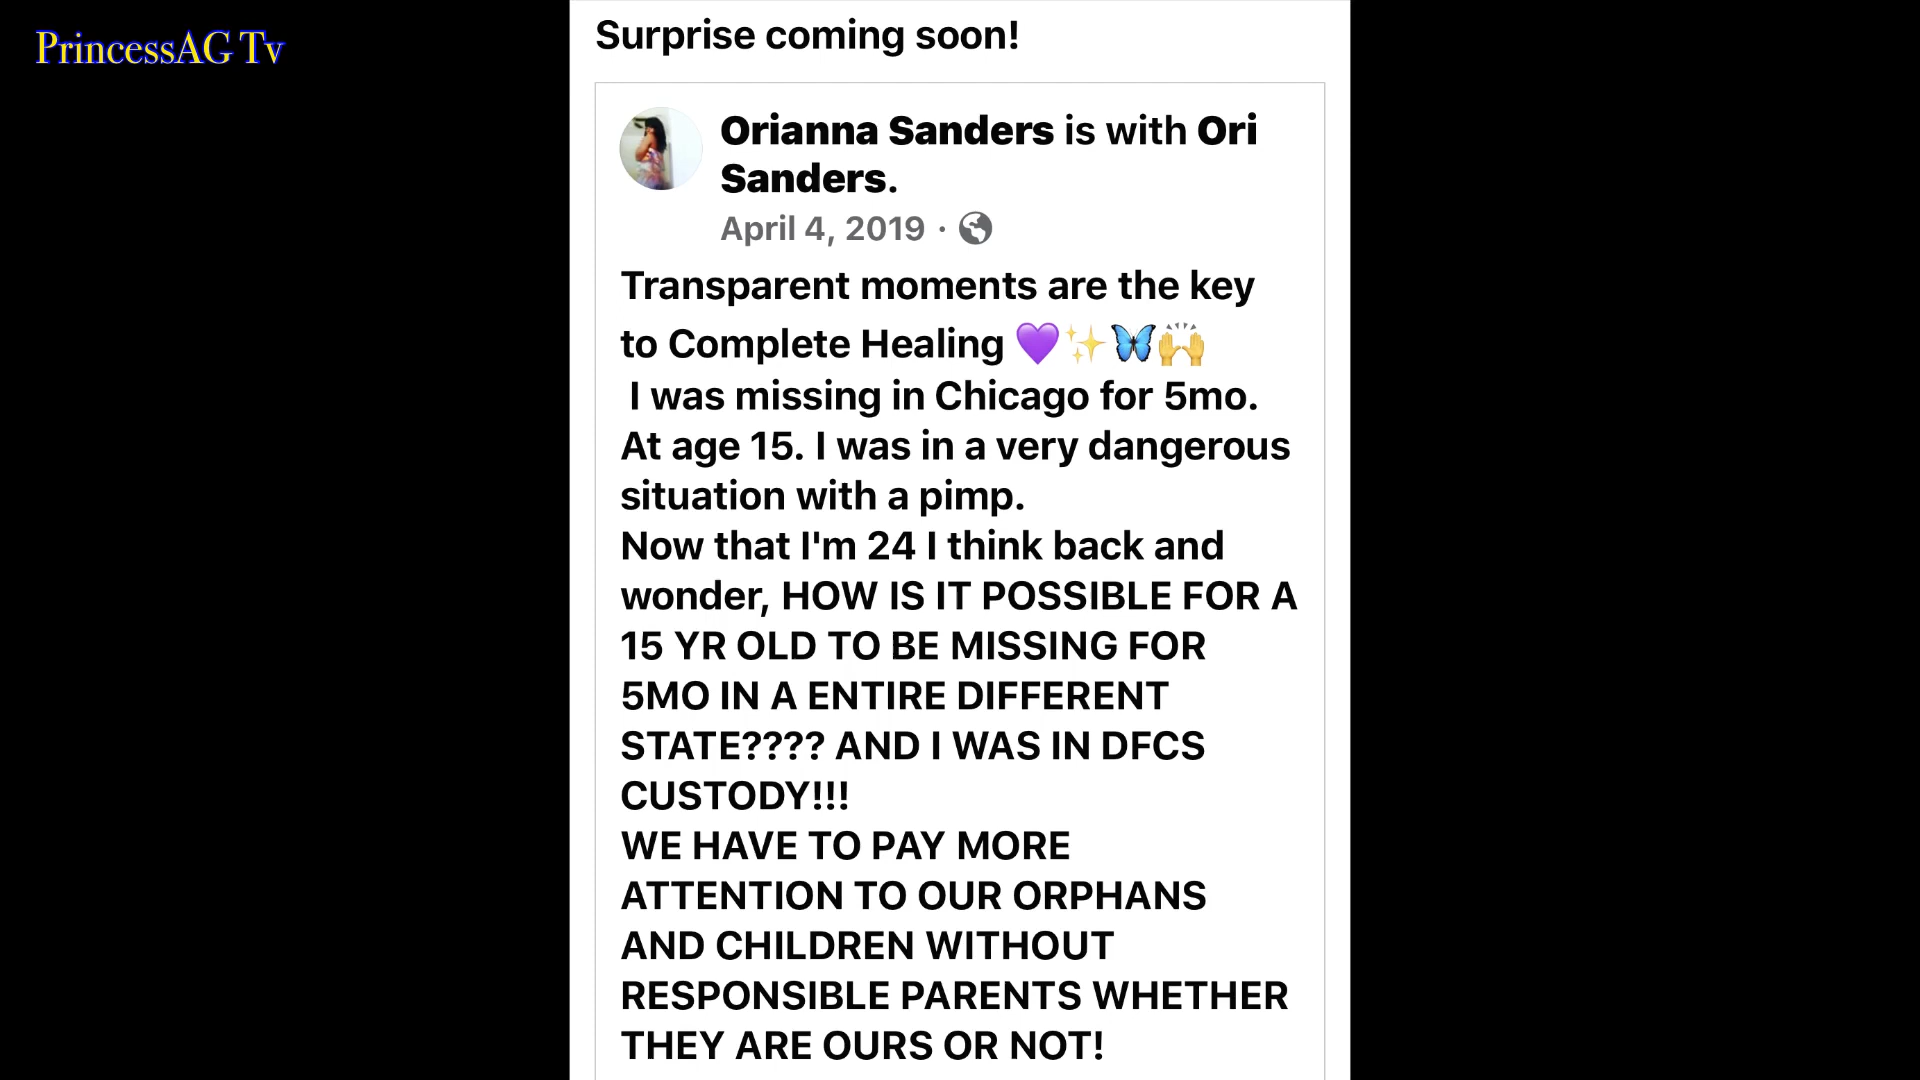 PrincessAG Tv
Surprise coming soon!
Orianna Sanders is with Ori
Sanders.
April 4, 2019 ·
Transparent moments are the key
to Complete Healing 💜✨🦋🙌
I was missing in Chicago for 5mo.
At age 15. I was in a very dangerous
situation with a pimp.
Now that I'm 24 I think back and
wonder, HOW IS IT POSSIBLE FOR A
15 YR OLD TO BE MISSING FOR
5MO IN A ENTIRE DIFFERENT
STATE???? AND I WAS IN DFCS
CUSTODY!!!
WE HAVE TO PAY MORE
ATTENTION TO OUR ORPHANS
AND CHILDREN WITHOUT
RESPONSIBLE PARENTS WHETHER
THEY ARE OURS OR NOT!